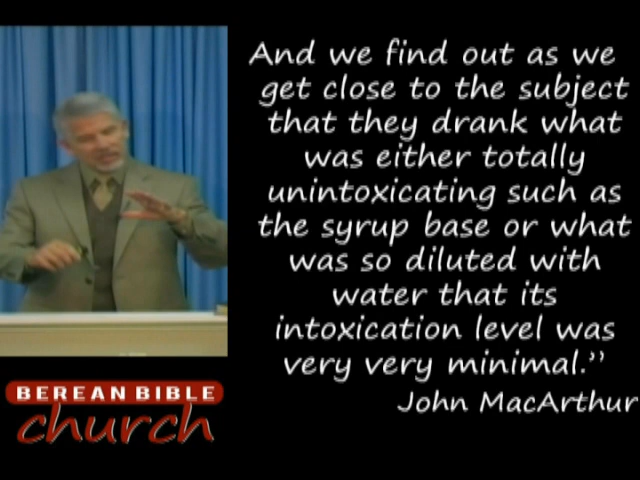 And we find out as we
get close to the subject
that they drank what
was either totally
unintoxicating such as
the syrup base or what
was so diluted with
water that its
intoxication level was
very very minimal.”
John MacArthur
BEREAN BIBLE
church